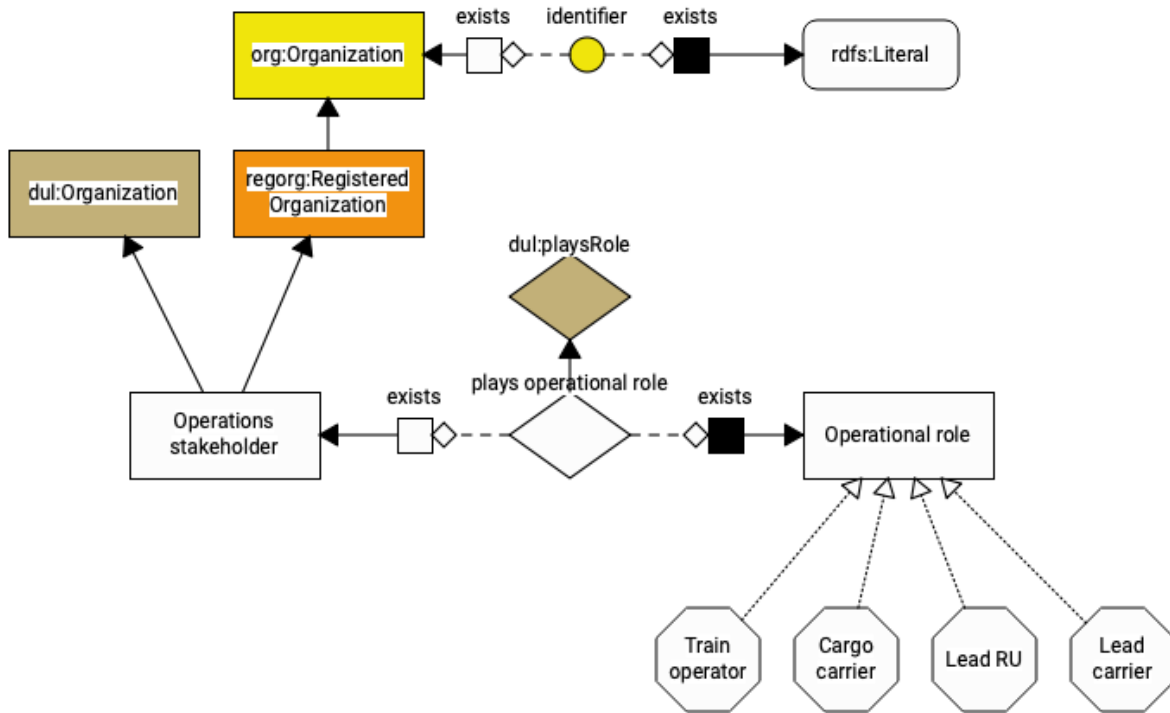 exists
identifier
exists
org:Organization
rdfs:Literal
dul:Organization
regorg:Registered
Organization
dul:playsRole
plays operational role
exists
exists
Operations
stakeholder
Operational role
Train
operator
Cargo
carrier
Lead RU
Lead
carrier